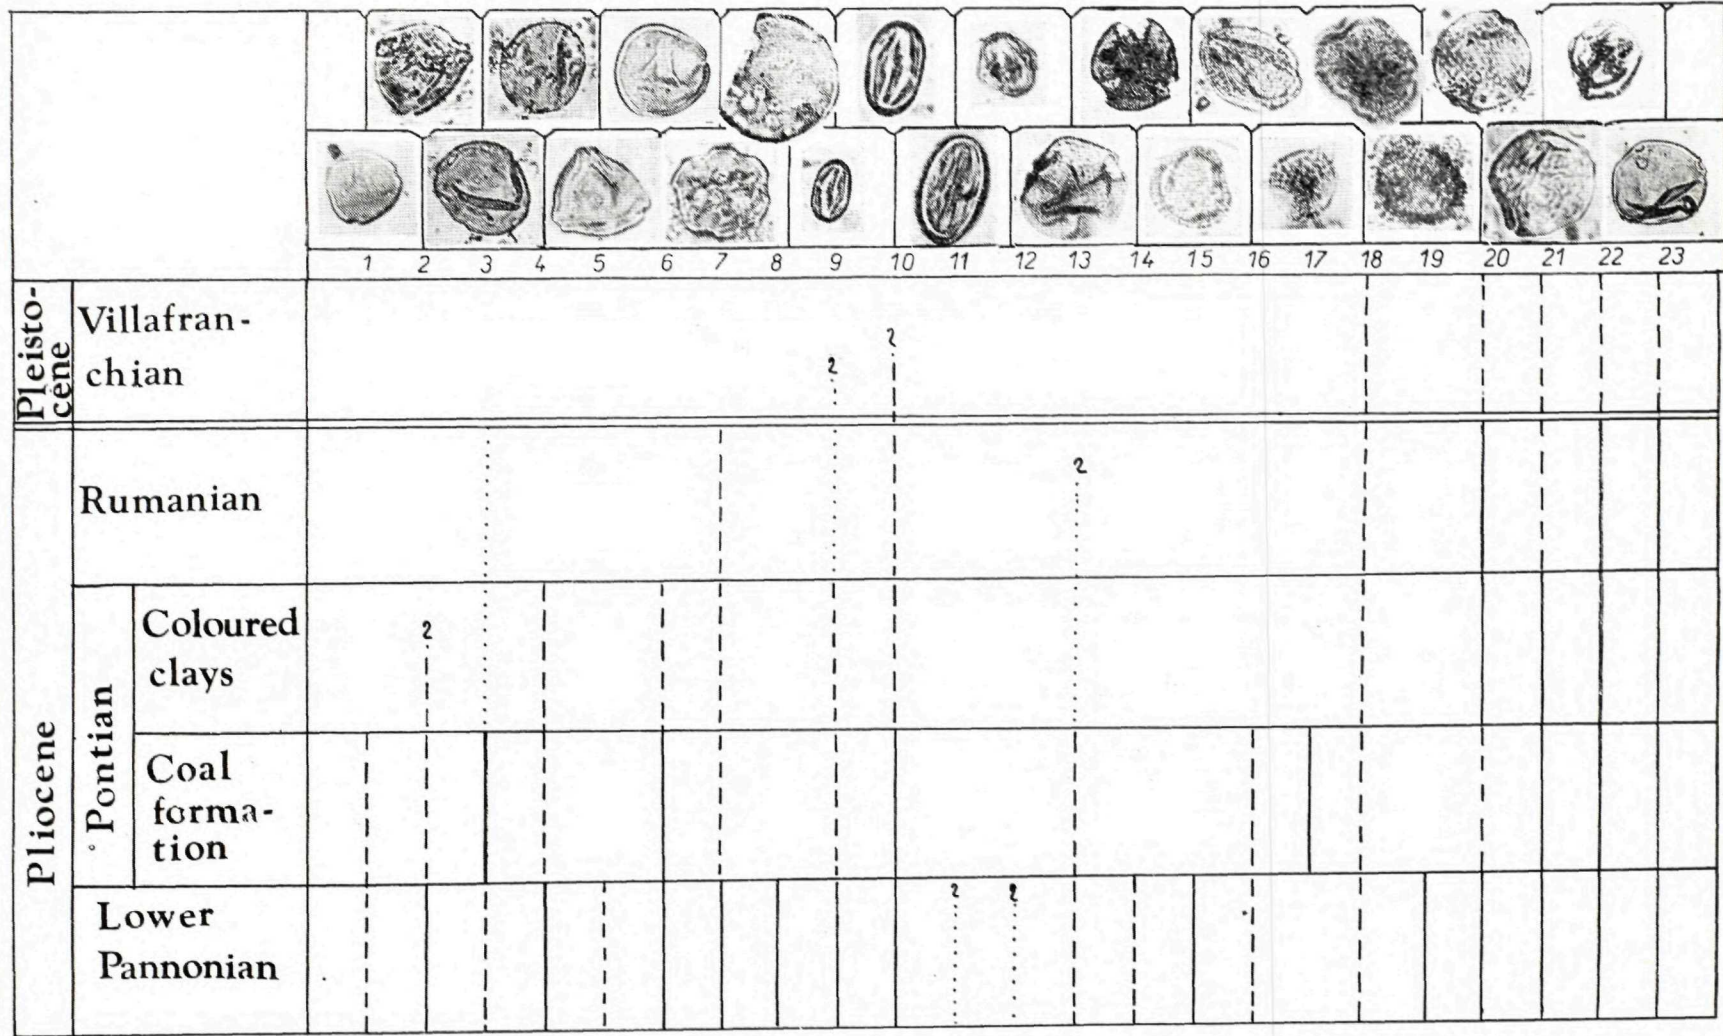 1 2 3 4 5 6 7 8 9 10 11 12 13 14 15 16 17 18 19 20 21 22 23
Pleisto-
cene
Villafran-
chian
?
?
Rumanian
?
Pliocene
Pontian
Coloured
clays
?
Coal
forma-
tion
Lower
Pannonian
? ?